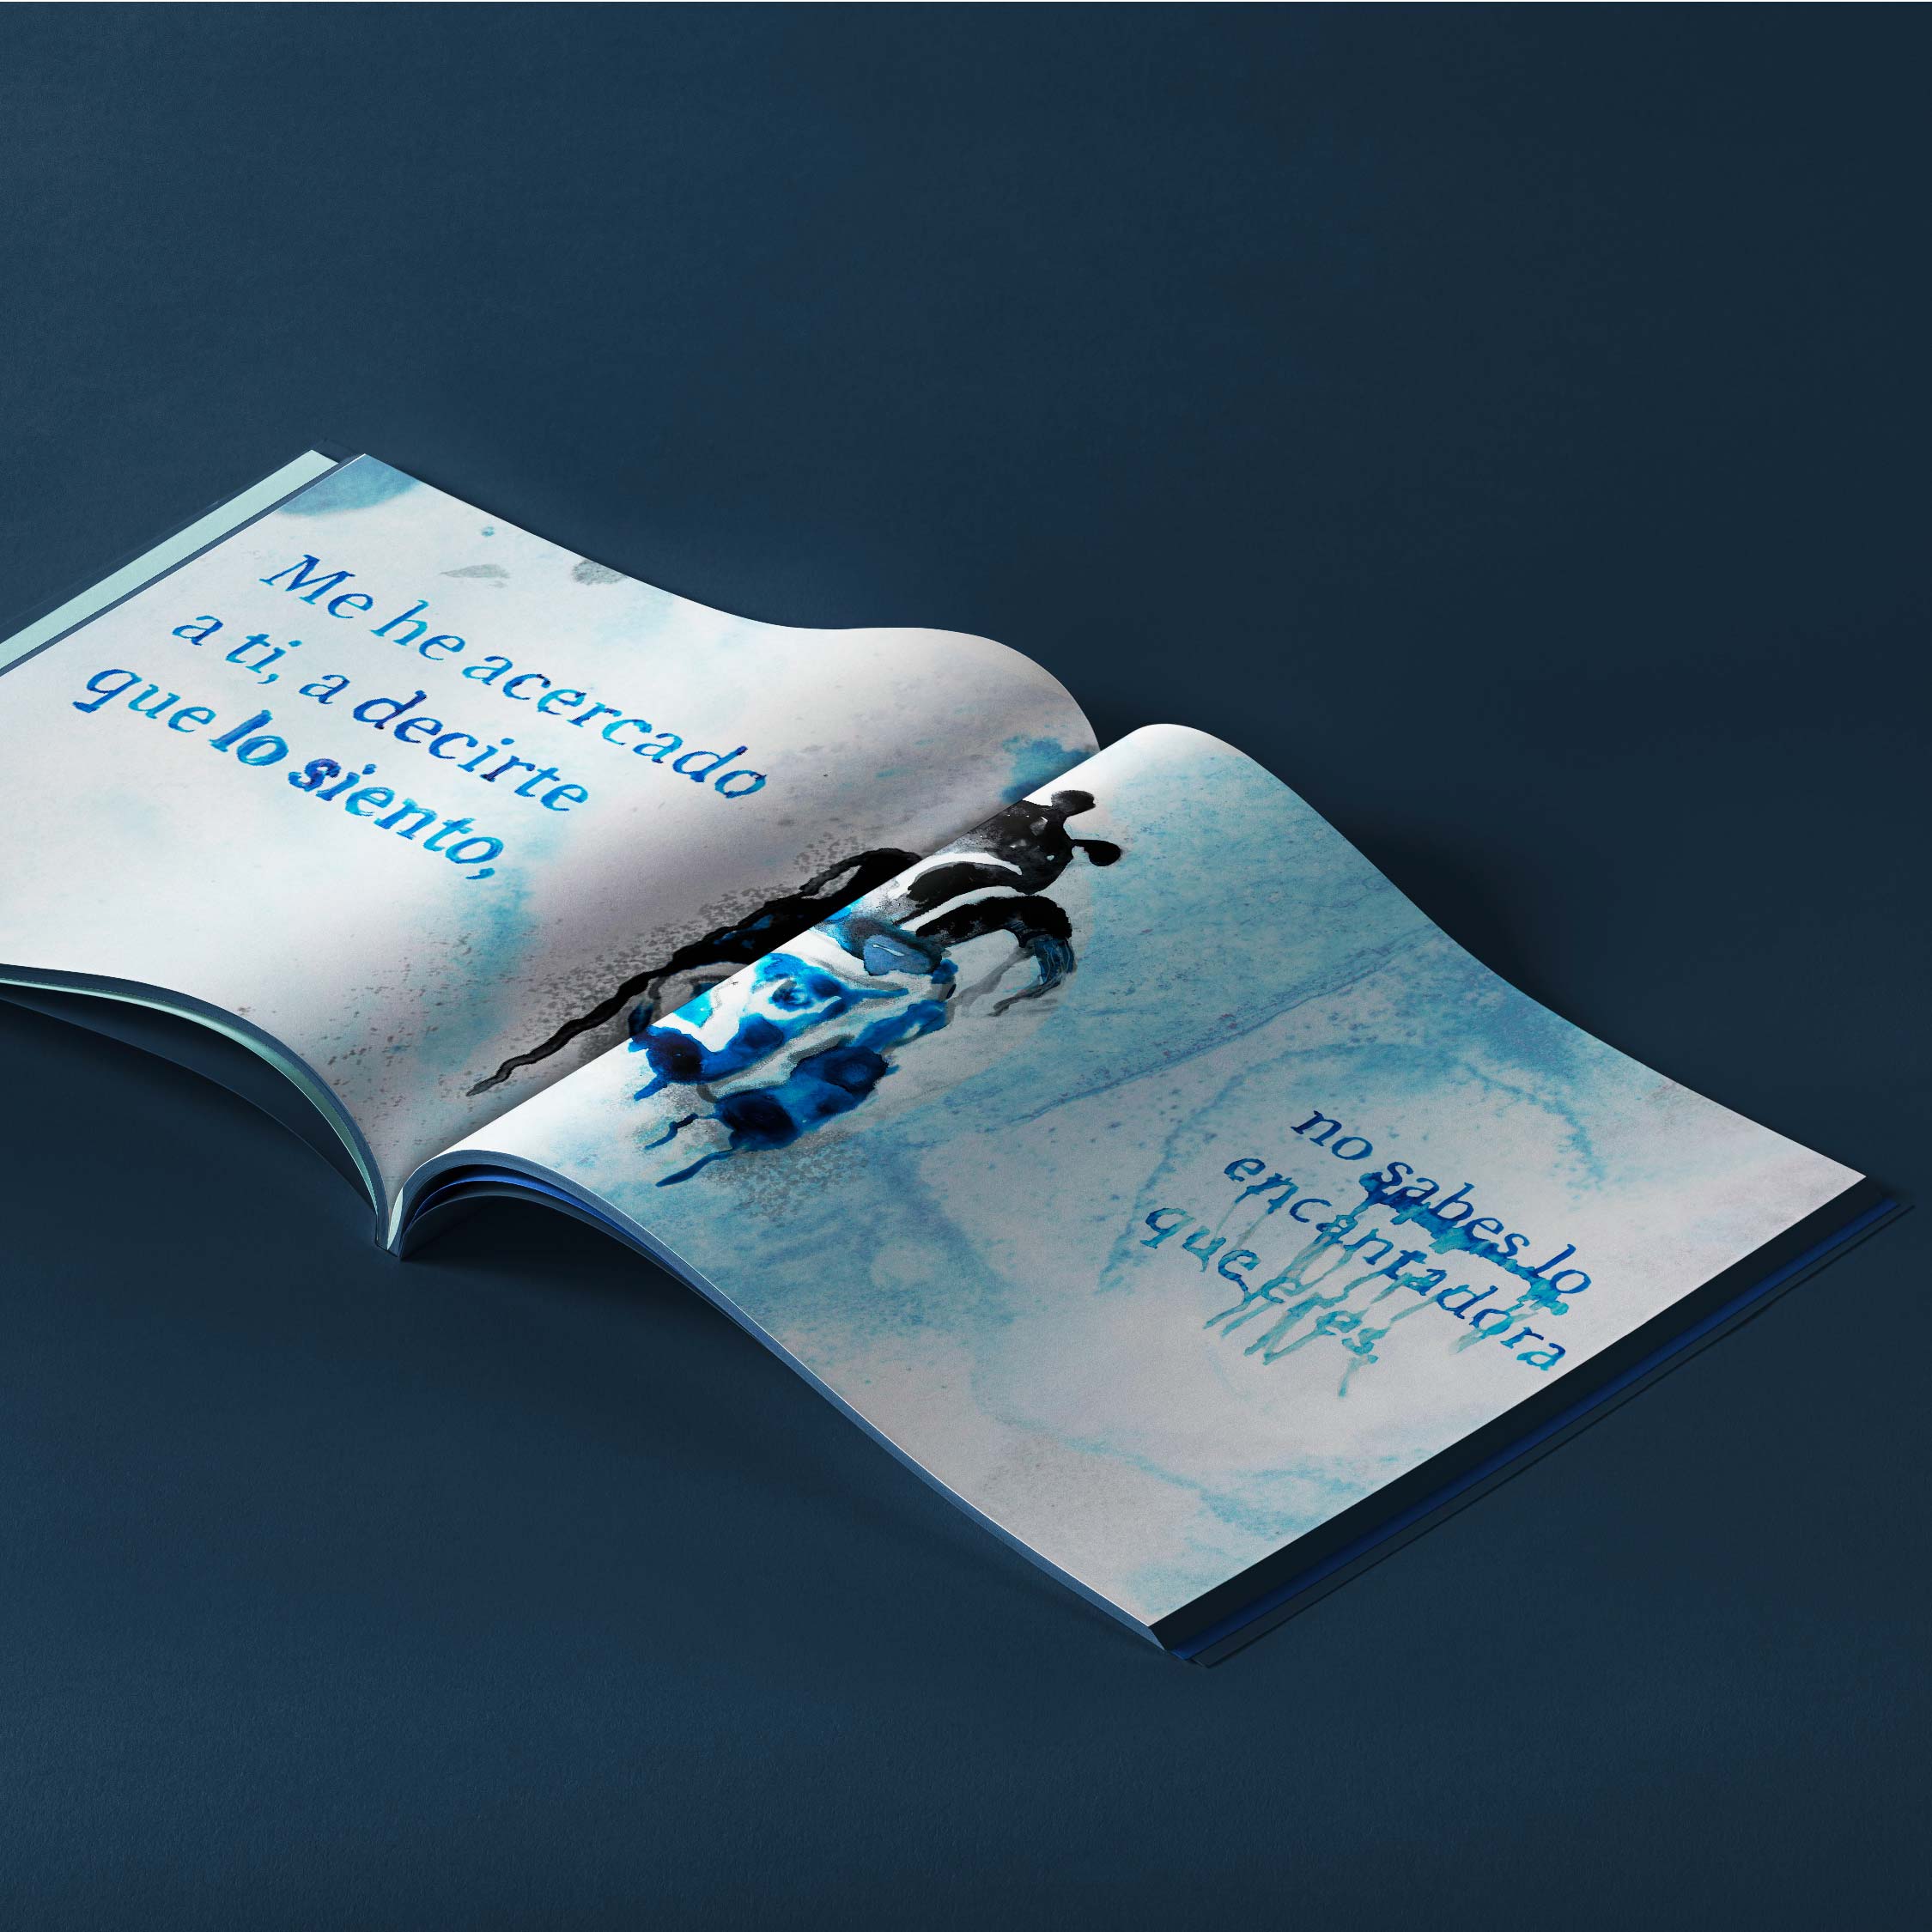 Me he acercado
a ti, a decirte
que lo siento,
no sabes lo
encantadora
que eres